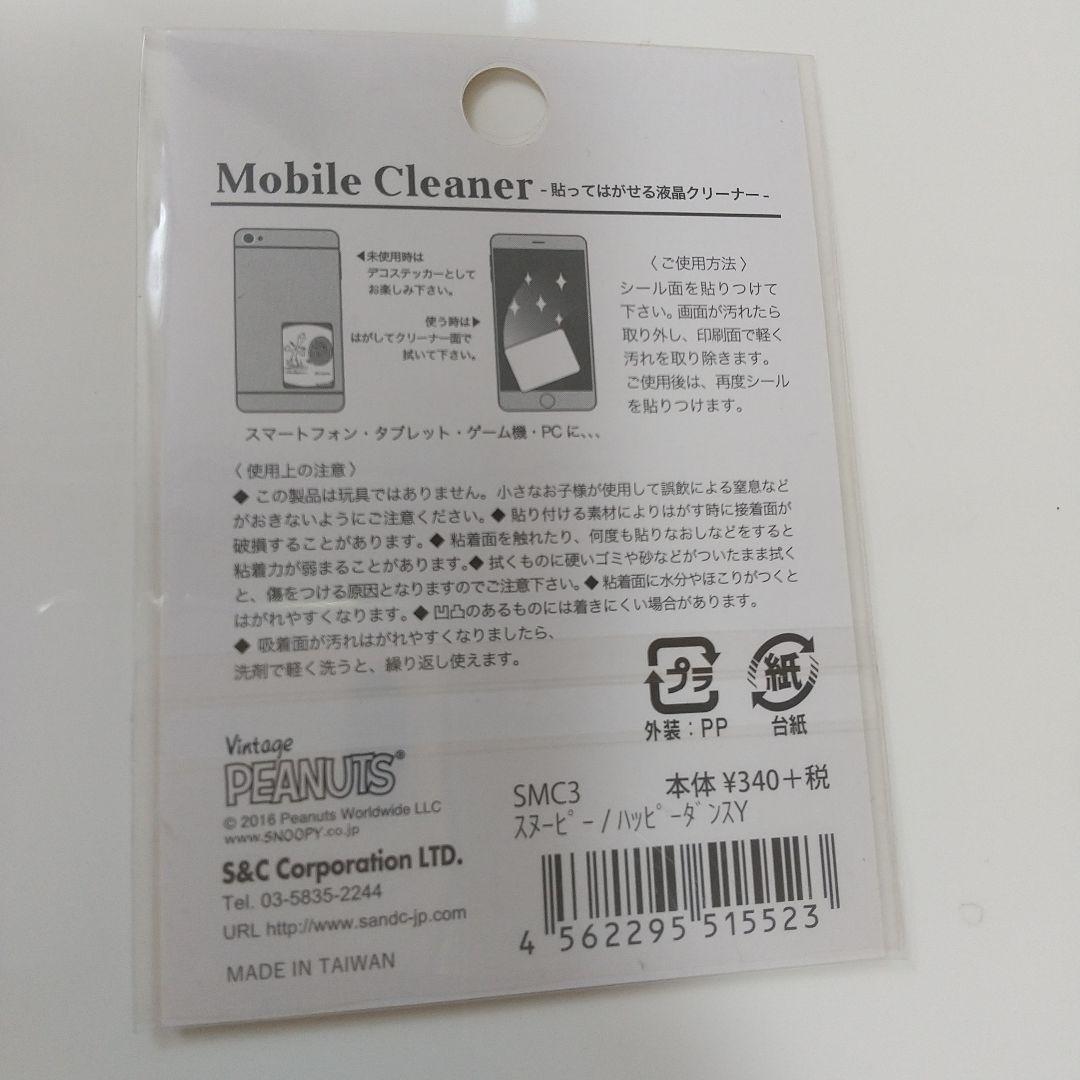 Mobile Cleaner - 貼ってはがせる液晶クリーナー -
◀未使用時は
デコステッカーとして
お楽しみ下さい。
使う時は▶
はがしてクリーナー面で
拭いて下さい。
〈ご使用方法〉
シール面を貼りつけて
下さい。画面が汚れたら
取り外し、印刷面で軽く
汚れを取り除きます。
ご使用後は、再度シール
を貼りつけます。
スマートフォン・タブレット・ゲーム機・PCに、、、
〈使用上の注意〉
◆ この製品は玩具ではありません。小さなお子様が使用して誤飲による窒息など
がおきないようにご注意ください。◆ 貼り付ける素材によりはがす時に接着面が
破損することがあります。◆ 粘着面を触れたり、何度も貼りなおしなどをすると
粘着力が弱まることがあります。◆ 拭くものに硬いゴミや砂などがついたまま拭く
と、傷をつける原因となりますのでご注意下さい。◆ 粘着面に水分やほこりがつくと
はがれやすくなります。◆ 凹凸のあるものには着きにくい場合があります。
◆ 吸着面が汚れはがれやすくなりましたら、
洗剤で軽く洗うと、繰り返し使えます。
プラ
外装：PP
紙
台紙
Vintage
PEANUTS®
© 2016 Peanuts Worldwide LLC
www.SNOOPY.co.jp
S&C Corporation LTD.
Tel. 03-5835-2244
URL http://www.sandc-jp.com
MADE IN TAIWAN
SMC3 本体 ¥340＋税
ｽﾇｰﾋﾟｰ / ﾊｯﾋﾟｰﾀﾞﾝｽY
4 562295 515523